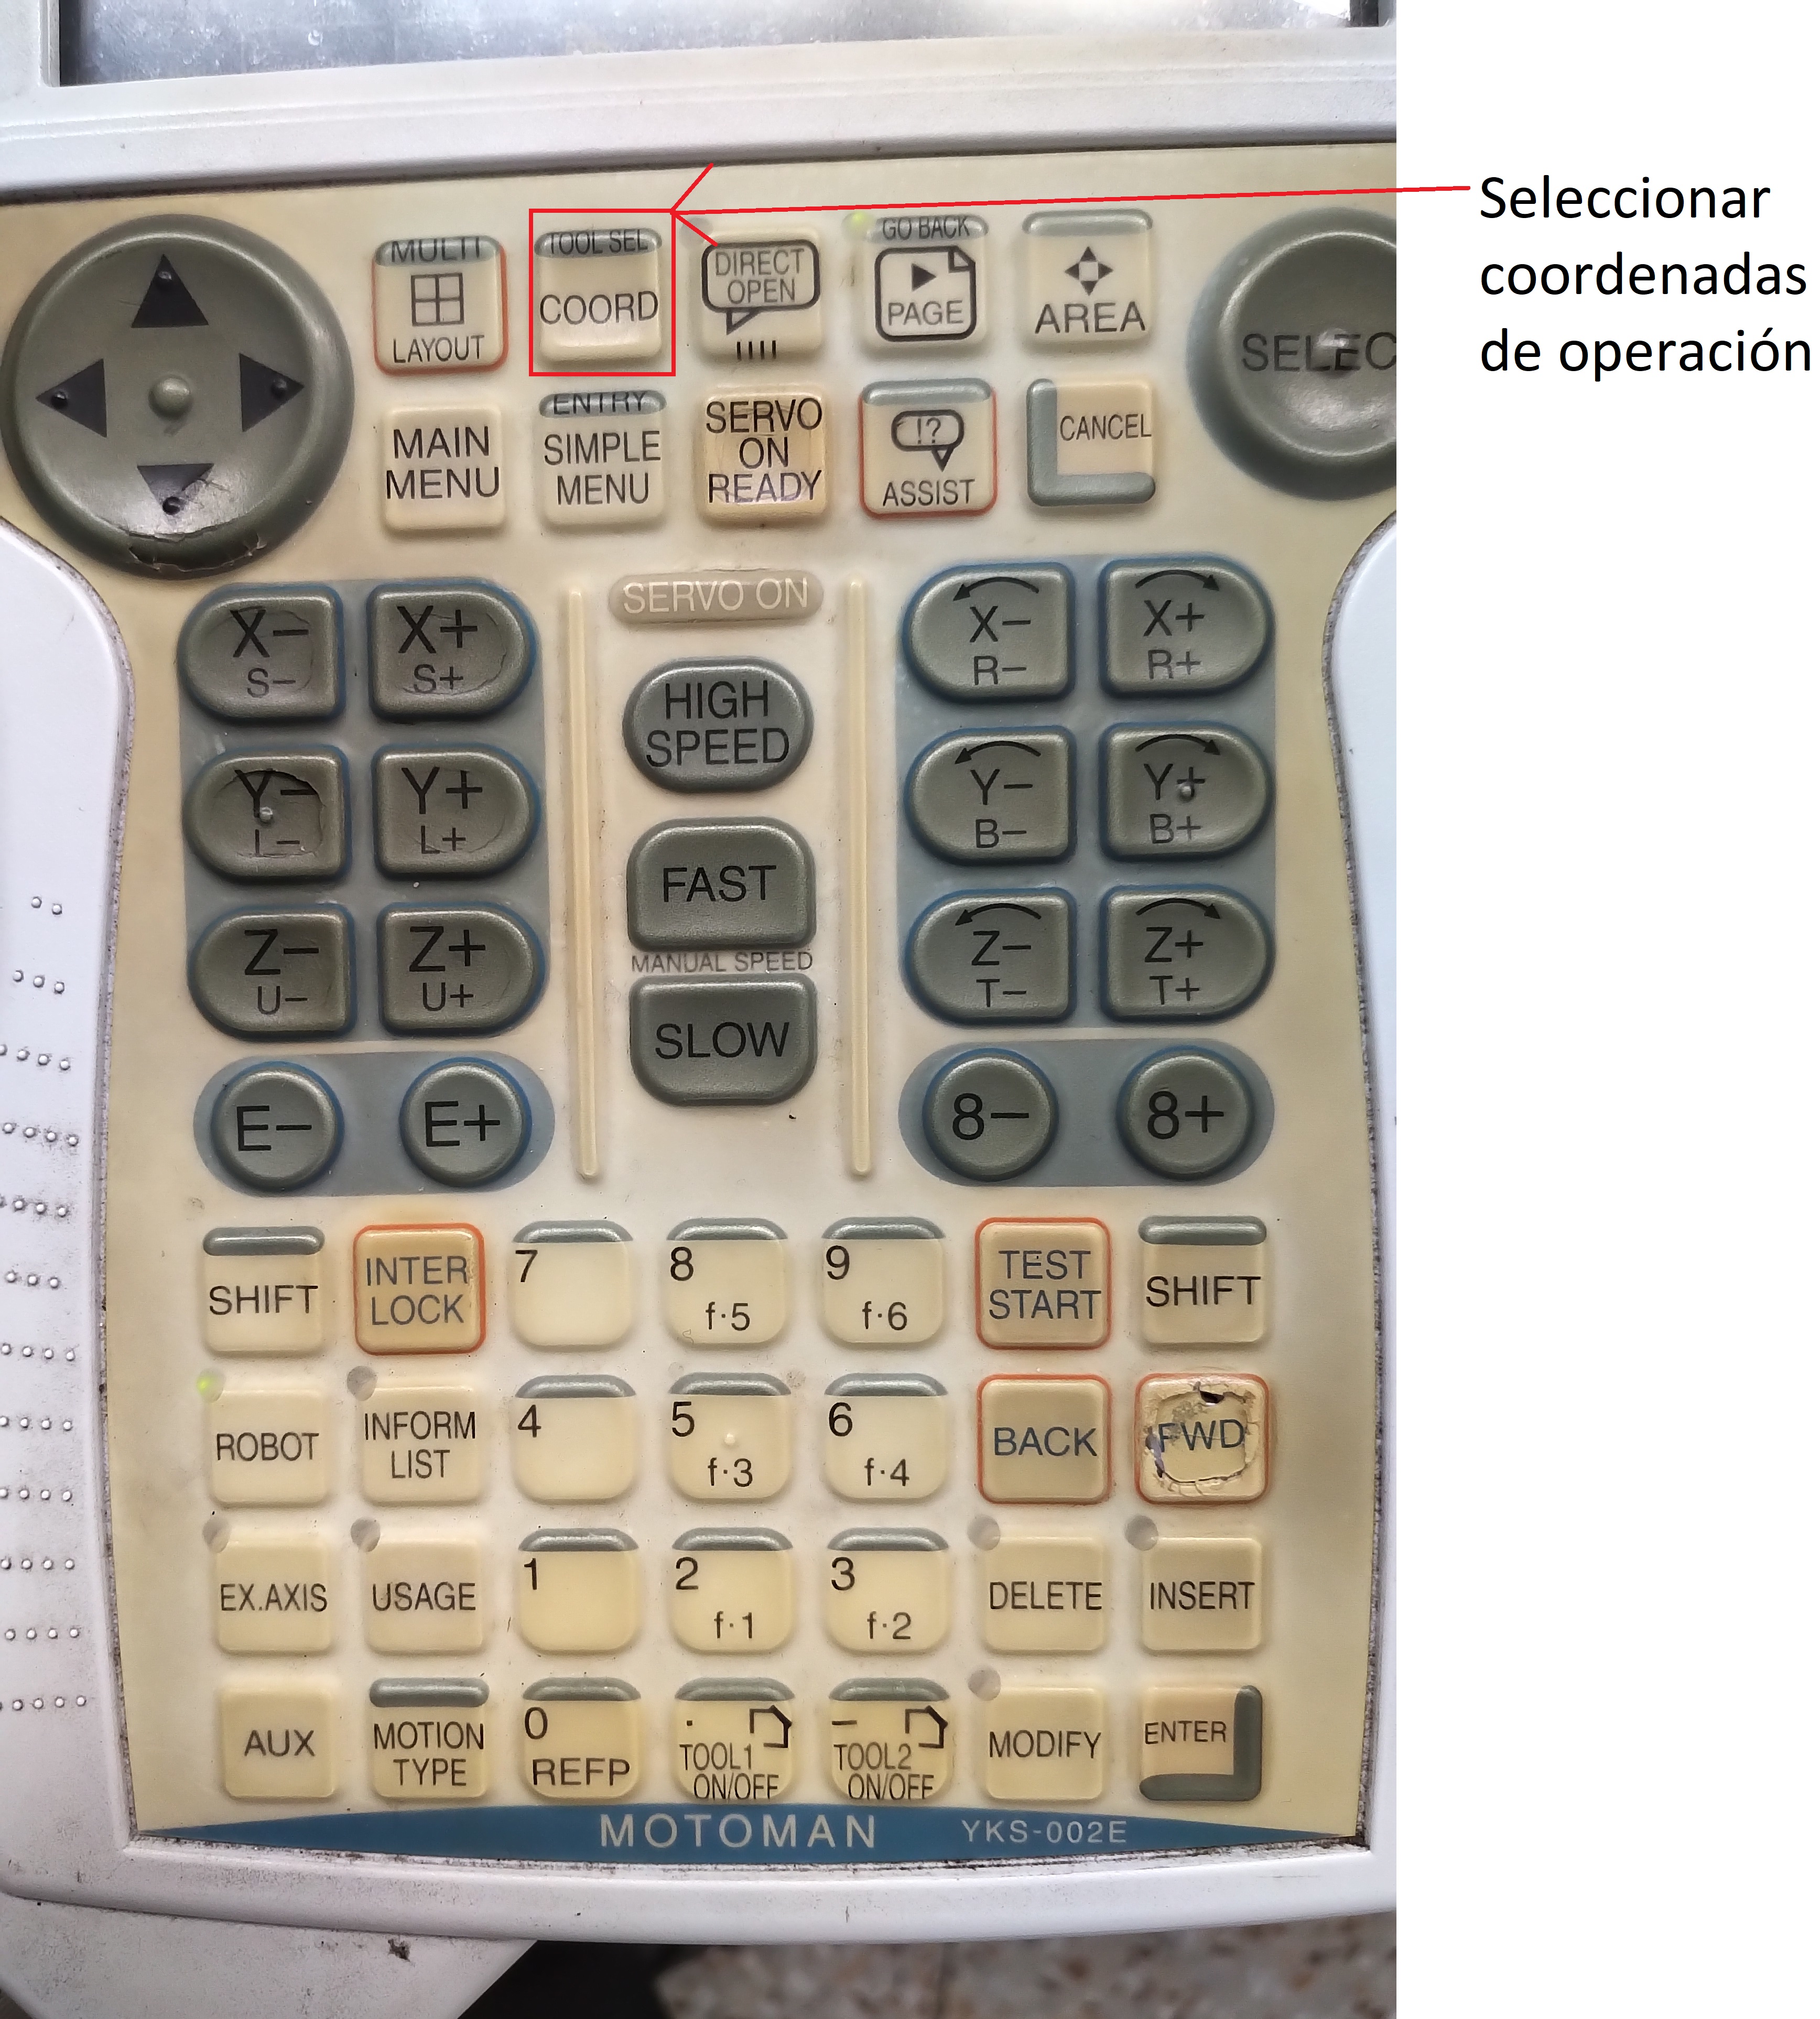 Seleccionar
coordenadas
de operación
MULTI
LAYOUT
TOOL SEL
COORD
DIRECT
OPEN
GO BACK
PAGE
AREA
SELEC
MAIN
MENU
ENTRY
SIMPLE
MENU
SERVO
ON
READY
!?
ASSIST
CANCEL
SERVO ON
X−
S−
X+
S+
HIGH
SPEED
X−
R−
X+
R+
Y−
L−
Y+
L+
FAST
Y−
B−
Y+
B+
MANUAL SPEED
Z−
U−
Z+
U+
SLOW
Z−
T−
Z+
T+
E−
E+
8−
8+
SHIFT
INTER
LOCK
7
8
f·5
9
f·6
TEST
START
SHIFT
ROBOT
INFORM
LIST
4
5
f·3
6
f·4
BACK
FWD
EX.AXIS
USAGE
1
2
f·1
3
f·2
DELETE
INSERT
AUX
MOTION
TYPE
0
REFP
.
TOOL1
ON/OFF
−
TOOL2
ON/OFF
MODIFY
ENTER
MOTOMAN
YKS-002E